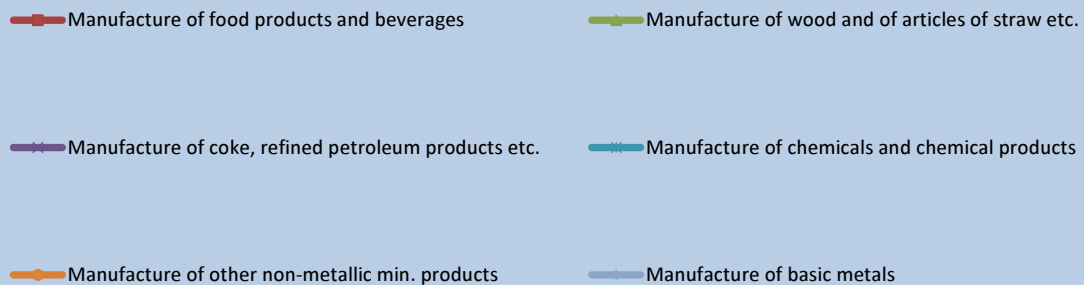 Manufacture of food products and beverages
Manufacture of wood and of articles of straw etc.
Manufacture of coke, refined petroleum products etc.
Manufacture of chemicals and chemical products
Manufacture of other non-metallic min. products
Manufacture of basic metals